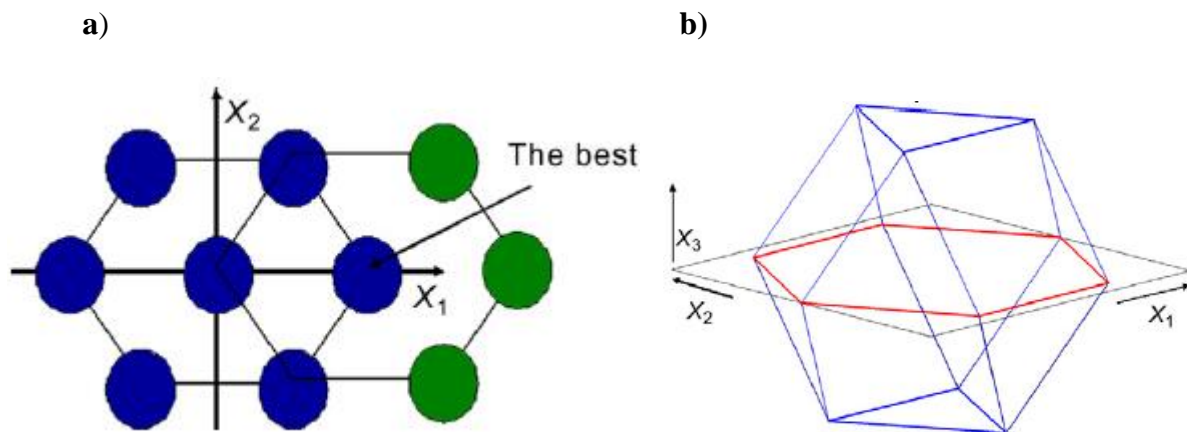 a)
b)
X₂
The best
X₁
X₃
X₂
X₁